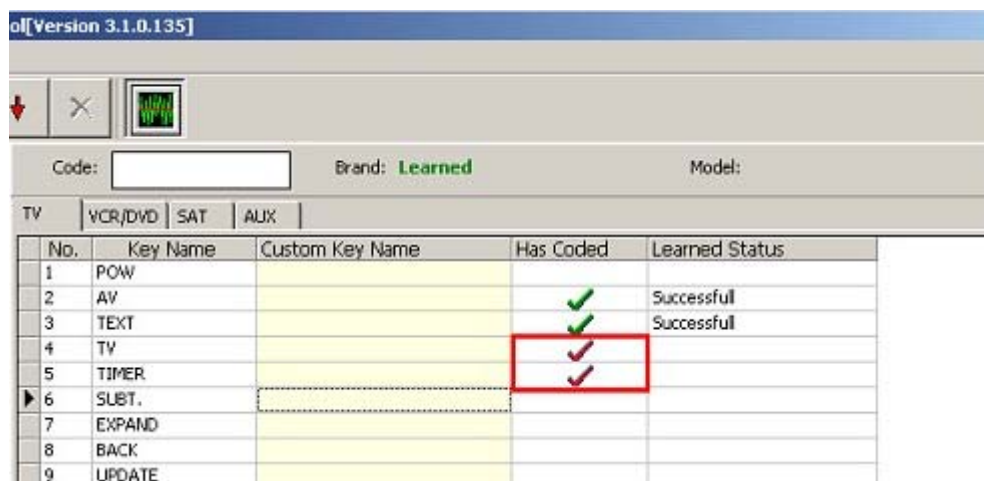 ol[Version 3.1.0.135]
Code: Brand: Learned Model:
TV VCR/DVD SAT AUX
No. Key Name Custom Key Name Has Coded Learned Status
1 POW
2 AV Successfull
3 TEXT Successfull
4 TV
5 TIMER
6 SUBT.
7 EXPAND
8 BACK
9 UPDATE